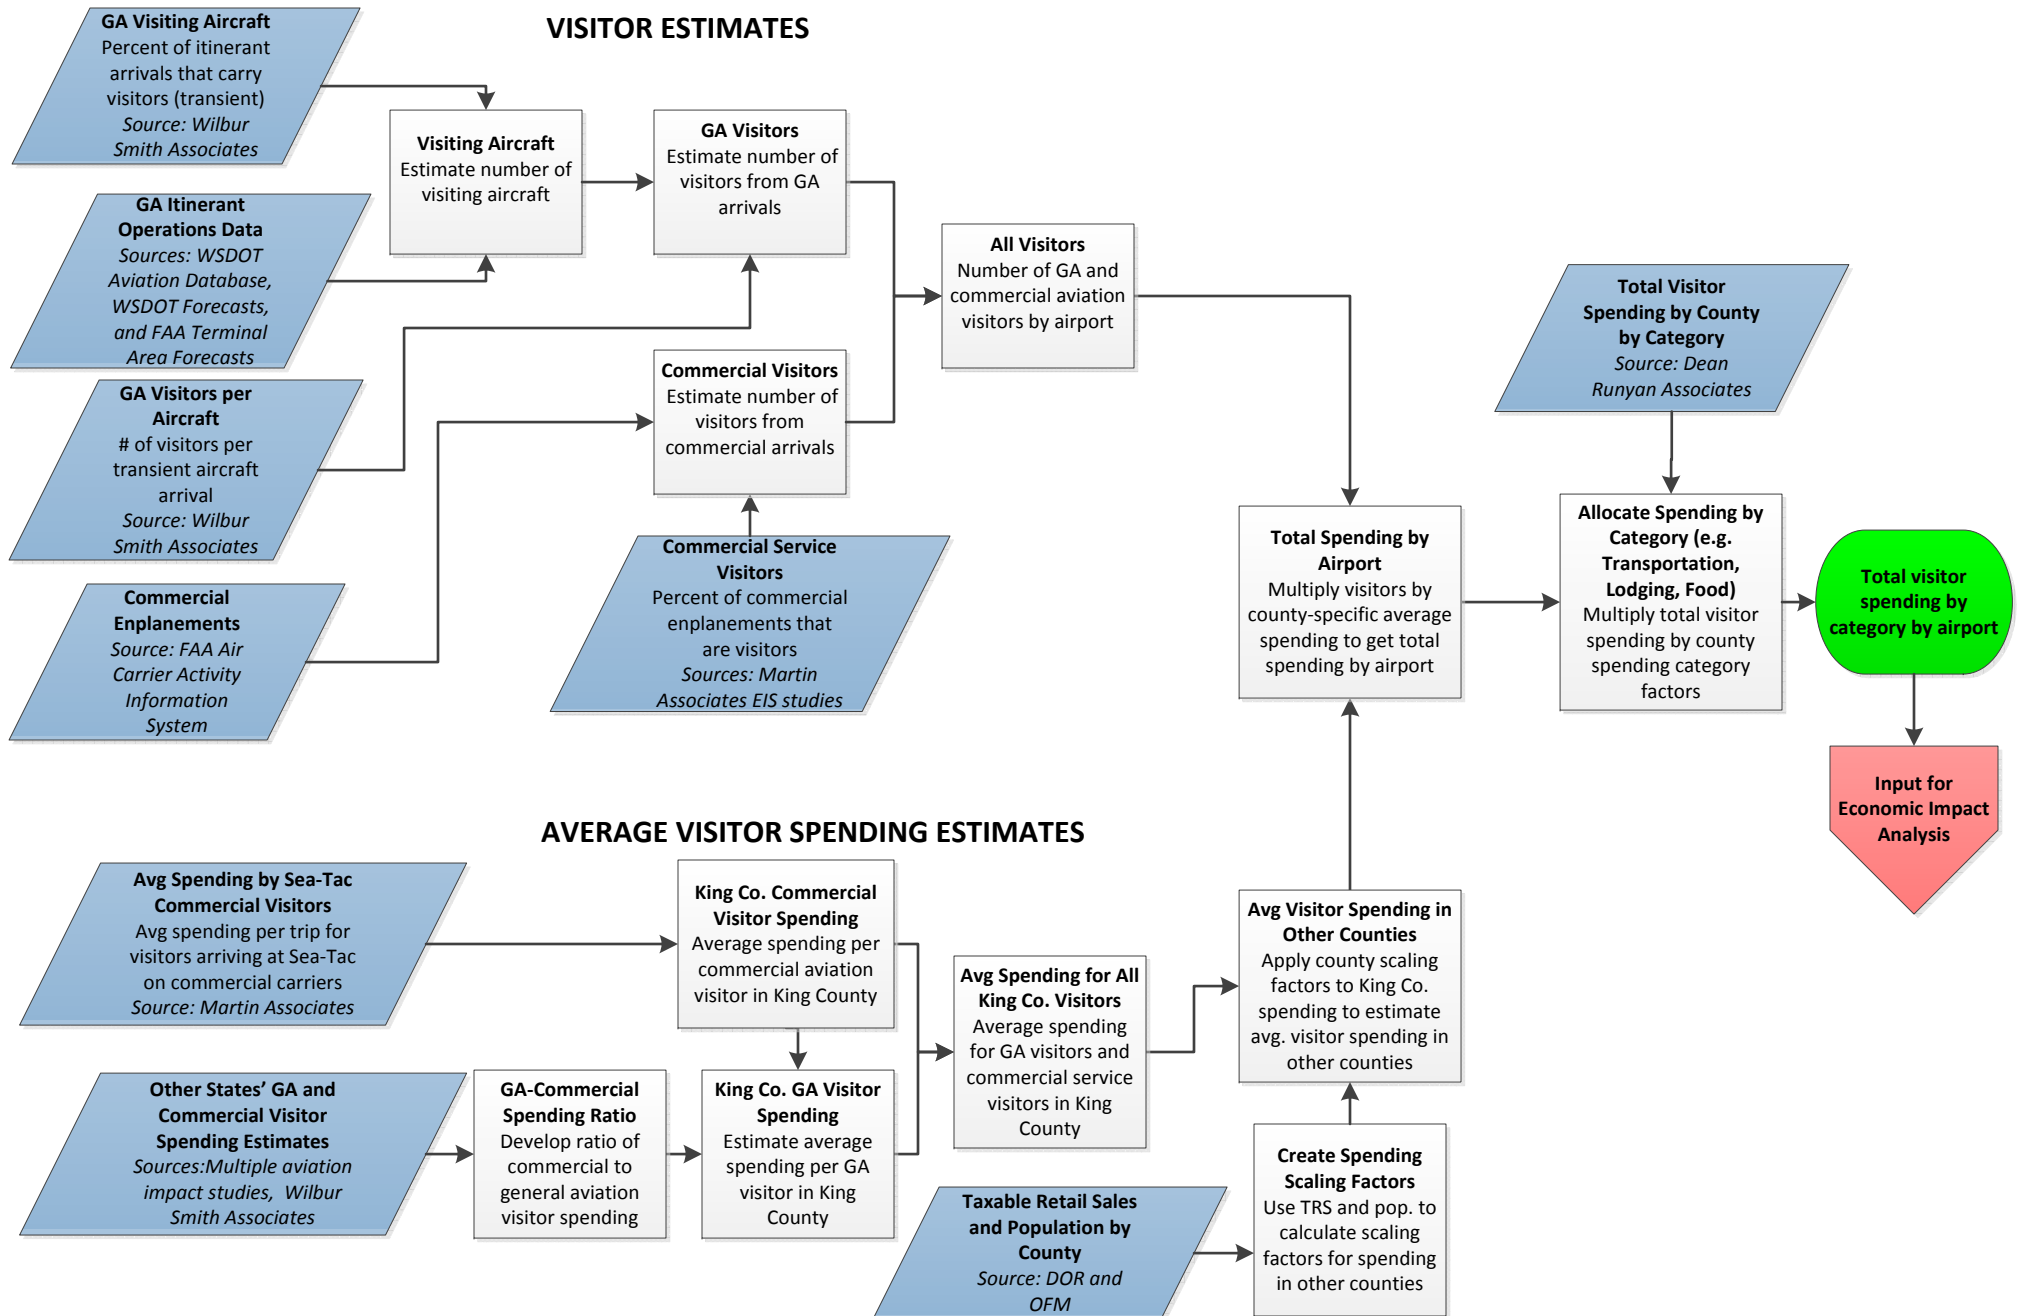 VISITOR ESTIMATES
GA Visiting Aircraft
Percent of itinerant
arrivals that carry
visitors (transient)
Source: Wilbur
Smith Associates
GA Itinerant
Operations Data
Sources: WSDOT
Aviation Database,
WSDOT Forecasts,
and FAA Terminal
Area Forecasts
GA Visitors per
Aircraft
# of visitors per
transient aircraft
arrival
Source: Wilbur
Smith Associates
Commercial
Enplanements
Source: FAA Air
Carrier Activity
Information
System
Visiting Aircraft
Estimate number of
visiting aircraft
GA Visitors
Estimate number of
visitors from GA
arrivals
Commercial Visitors
Estimate number of
visitors from
commercial arrivals
Commercial Service
Visitors
Percent of commercial
enplanements that
are visitors
Sources: Martin
Associates EIS studies
All Visitors
Number of GA and
commercial aviation
visitors by airport
Total Spending by
Airport
Multiply visitors by
county-specific average
spending to get total
spending by airport
Total Visitor
Spending by County
by Category
Source: Dean
Runyan Associates
Allocate Spending by
Category (e.g.
Transportation,
Lodging, Food)
Multiply total visitor
spending by county
spending category
factors
Total visitor
spending by
category by airport
Input for
Economic Impact
Analysis
AVERAGE VISITOR SPENDING ESTIMATES
Avg Spending by Sea-Tac
Commercial Visitors
Avg spending per trip for
visitors arriving at Sea-Tac
on commercial carriers
Source: Martin Associates
Other States’ GA and
Commercial Visitor
Spending Estimates
Sources:Multiple aviation
impact studies, Wilbur
Smith Associates
GA-Commercial
Spending Ratio
Develop ratio of
commercial to
general aviation
visitor spending
King Co. Commercial
Visitor Spending
Average spending per
commercial aviation
visitor in King County
King Co. GA Visitor
Spending
Estimate average
spending per GA
visitor in King
County
Avg Spending for All
King Co. Visitors
Average spending
for GA visitors and
commercial service
visitors in King
County
Avg Visitor Spending in
Other Counties
Apply county scaling
factors to King Co.
spending to estimate
avg. visitor spending in
other counties
Taxable Retail Sales
and Population by
County
Source: DOR and
OFM
Create Spending
Scaling Factors
Use TRS and pop. to
calculate scaling
factors for spending
in other counties